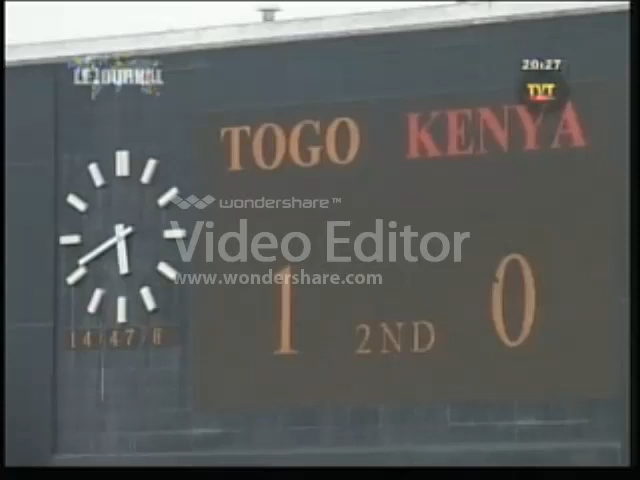 LE JOURNAL
20:27
TVT
TOGO KENYA
wondershare™
Video Editor
www.wondershare.com
1 2ND 0
14/47/8